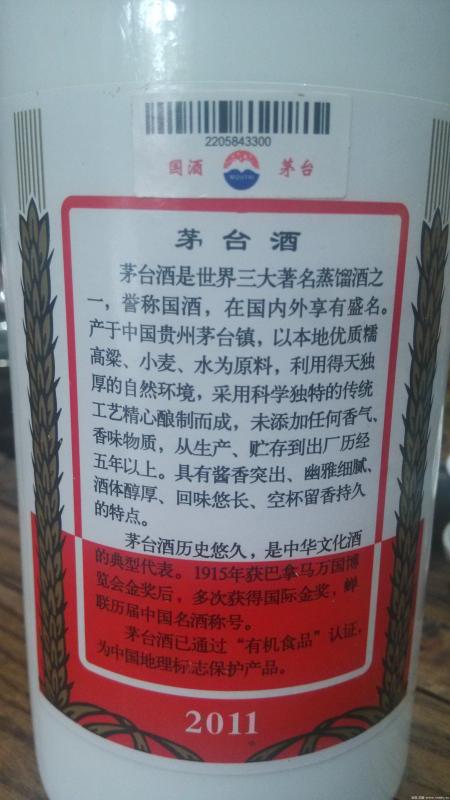 2205843300
国酒 茅台
MOUTAI
茅台酒
茅台酒是世界三大著名蒸馏酒之
一，誉称国酒，在国内外享有盛名。
产于中国贵州茅台镇，以本地优质糯
高粱、小麦、水为原料，利用得天独
厚的自然环境，采用科学独特的传统
工艺精心酿制而成，未添加任何香气、
香味物质，从生产、贮存到出厂历经
五年以上。具有酱香突出、幽雅细腻、
酒体醇厚、回味悠长、空杯留香持久
的特点。
茅台酒历史悠久，是中华文化酒
的典型代表。1915年获巴拿马万国博
览会金奖后，多次获得国际金奖，蝉
联历届中国名酒称号。
茅台酒已通过“有机食品”认证，
为中国地理标志保护产品。
2011